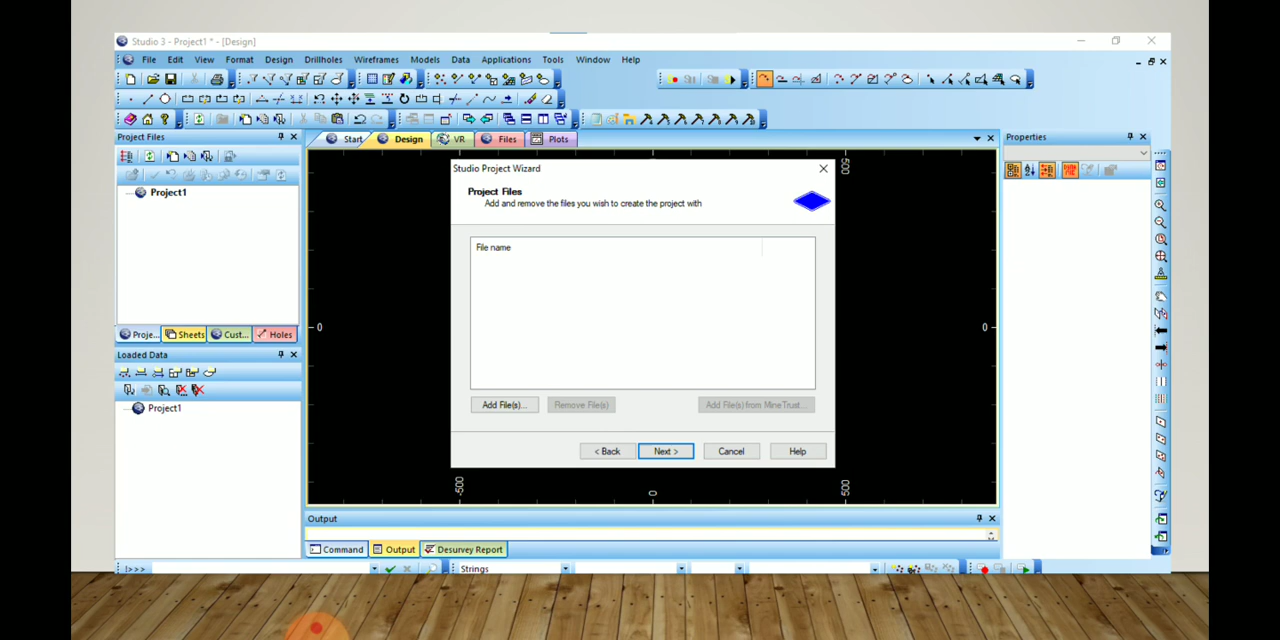 Studio 3 - Project1 * - [Design]
File Edit View Format Design Drillholes Wireframes Models Data Applications Tools Window Help
Project Files
Start Design VR Files Plots
Properties
Project1
Proje... Sheets Cust... Holes
Loaded Data
Project1
Studio Project Wizard
Project Files
Add and remove the files you wish to create the project with
File name
Add File(s)... Remove File(s) Add File(s) from MineTrust...
< Back Next > Cancel Help
500
0
0
-500
0
500
Output
Command Output Desurvey Report
>>> Strings